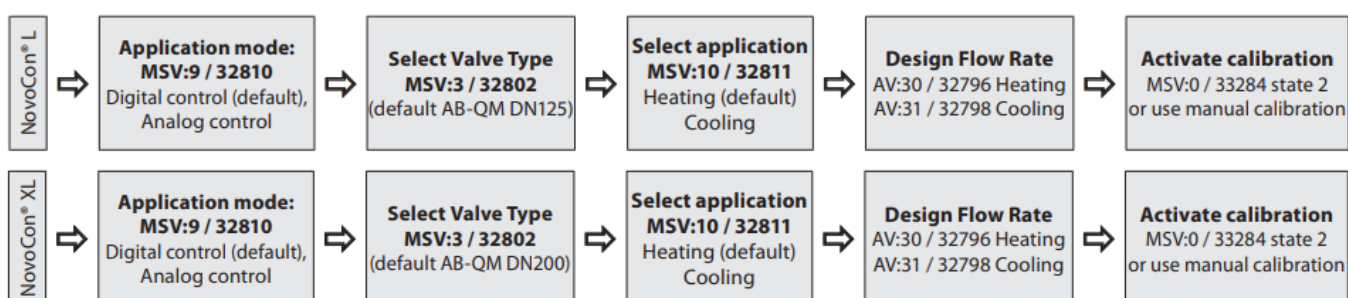 NovoCon® L
Application mode:
MSV:9 / 32810
Digital control (default),
Analog control
Select Valve Type
MSV:3 / 32802
(default AB-QM DN125)
Select application
MSV:10 / 32811
Heating (default)
Cooling
Design Flow Rate
AV:30 / 32796 Heating
AV:31 / 32798 Cooling
Activate calibration
MSV:0 / 33284 state 2
or use manual calibration
NovoCon® XL
Application mode:
MSV:9 / 32810
Digital control (default),
Analog control
Select Valve Type
MSV:3 / 32802
(default AB-QM DN200)
Select application
MSV:10 / 32811
Heating (default)
Cooling
Design Flow Rate
AV:30 / 32796 Heating
AV:31 / 32798 Cooling
Activate calibration
MSV:0 / 33284 state 2
or use manual calibration